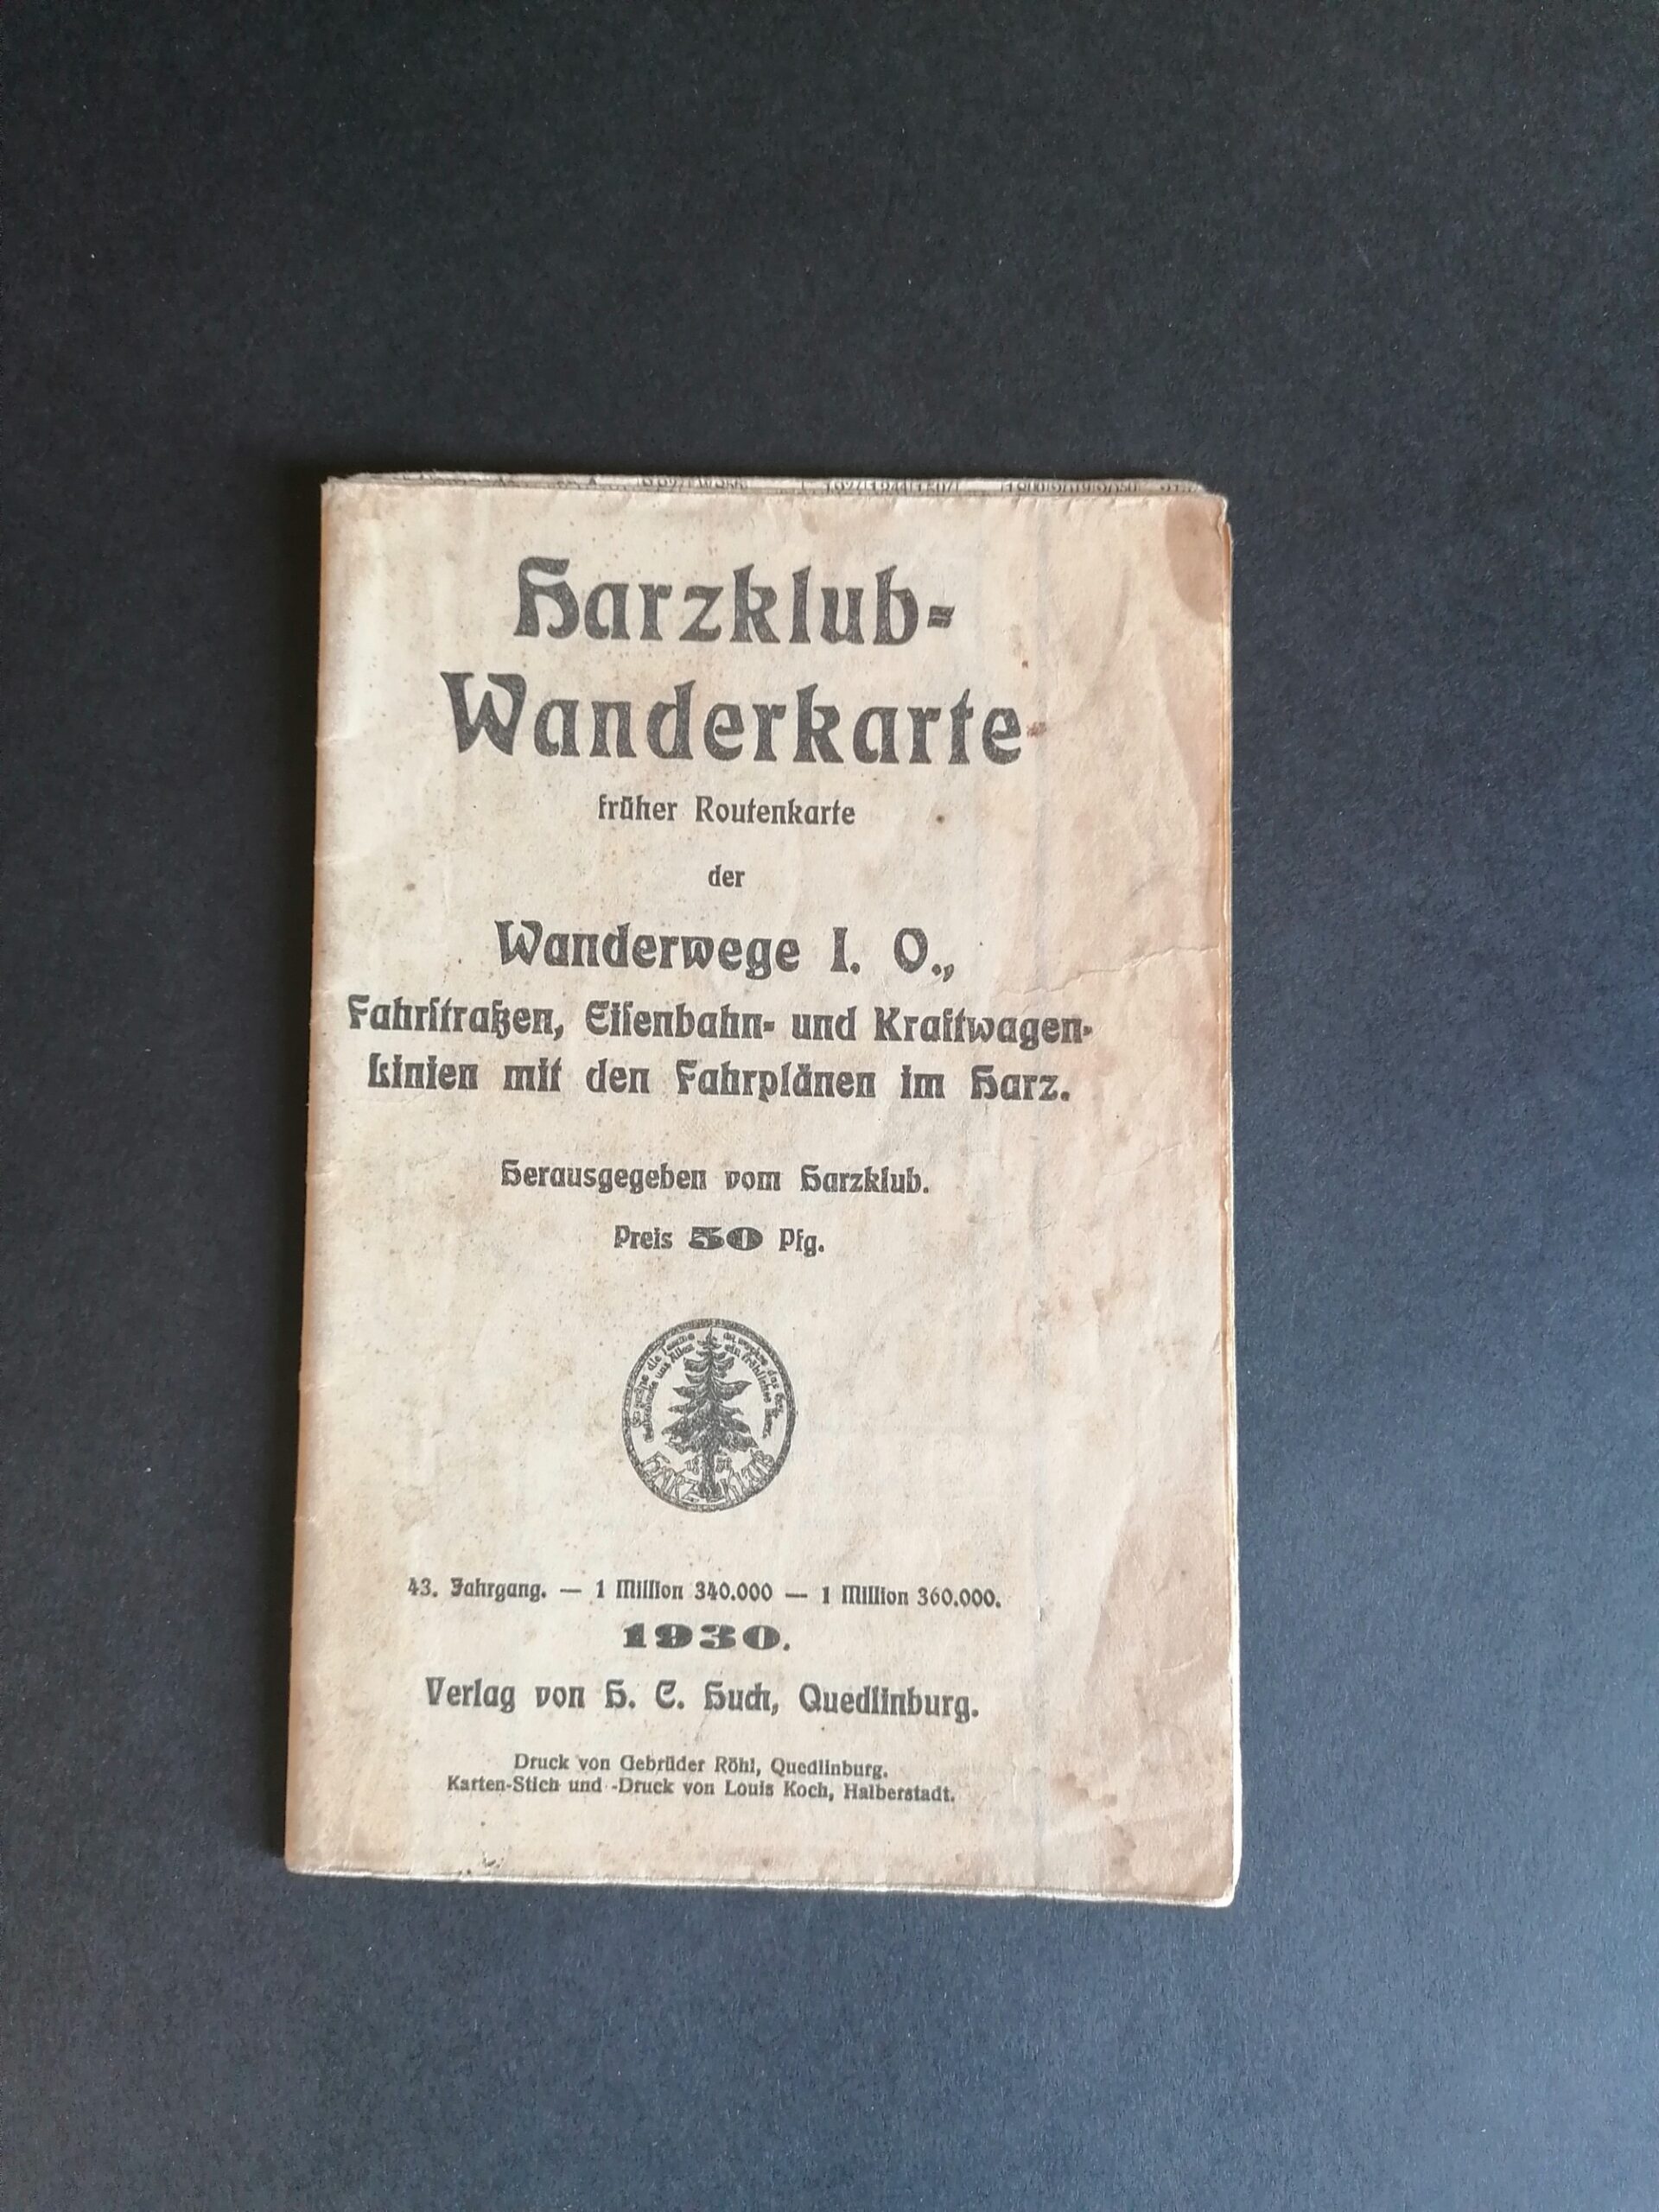 Harzklub-
Wanderkarte
früher Routenkarte
der
Wanderwege I. O.,
Fahrſtraßen, Eiſenbahn- und Kraftwagen-
Linien mit den Fahrplänen im Harz.
Herausgegeben vom Harzklub.
Preis 50 Pfg.
HARZ-KLUB
43. Jahrgang. — 1 Million 340.000 — 1 Million 360.000.
1930.
Verlag von H. C. Huch, Quedlinburg.
Druck von Gebrüder Röhl, Quedlinburg.
Karten-Stich und -Druck von Louis Koch, Halberstadt.